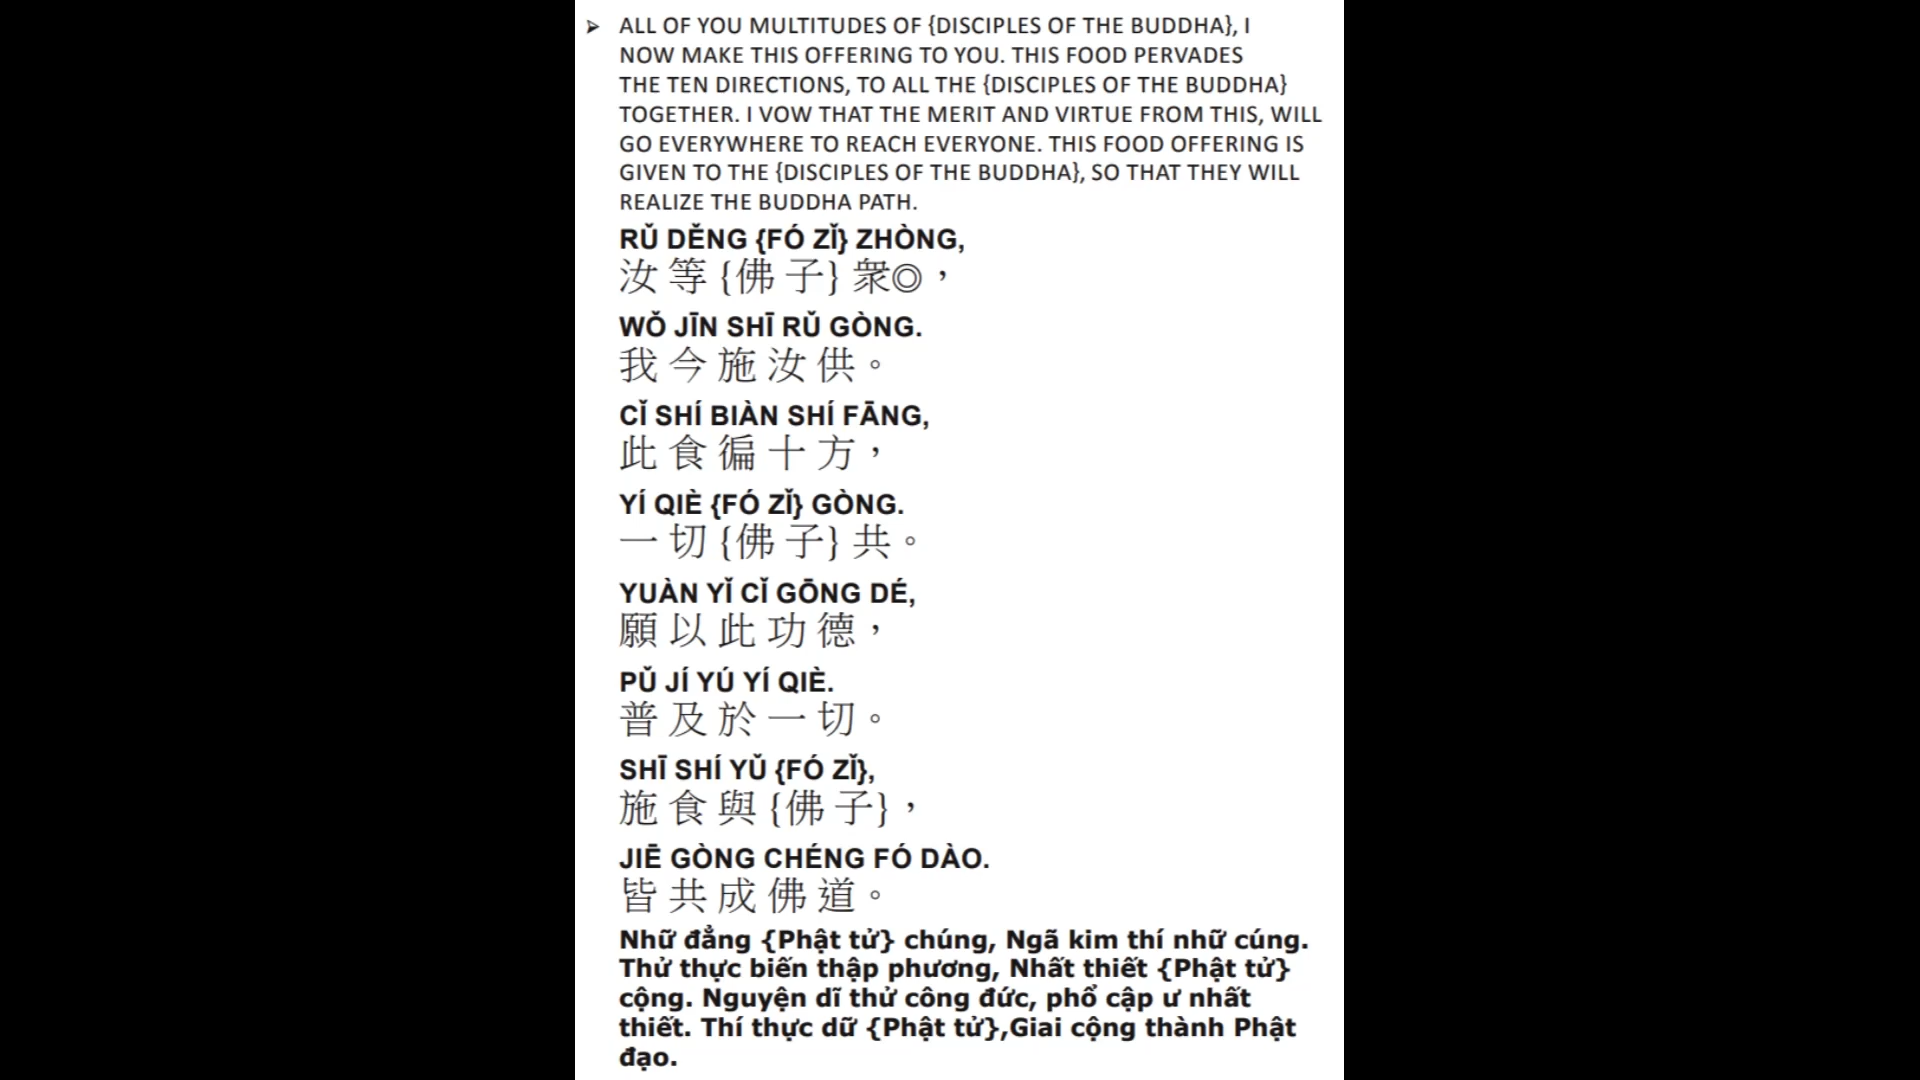 ➢ ALL OF YOU MULTITUDES OF {DISCIPLES OF THE BUDDHA}, I
NOW MAKE THIS OFFERING TO YOU. THIS FOOD PERVADES
THE TEN DIRECTIONS, TO ALL THE {DISCIPLES OF THE BUDDHA}
TOGETHER. I VOW THAT THE MERIT AND VIRTUE FROM THIS, WILL
GO EVERYWHERE TO REACH EVERYONE. THIS FOOD OFFERING IS
GIVEN TO THE {DISCIPLES OF THE BUDDHA}, SO THAT THEY WILL
REALIZE THE BUDDHA PATH.
RǓ DĚNG {FÓ ZǏ} ZHÒNG,
汝 等 {佛 子} 衆◎，
WǑ JĪN SHĪ RǓ GÒNG.
我 今 施 汝 供。
CǏ SHÍ BIÀN SHÍ FĀNG,
此 食 徧 十 方，
YÍ QIÈ {FÓ ZǏ} GÒNG.
一 切 {佛 子} 共。
YUÀN YǏ CǏ GŌNG DÉ,
願 以 此 功 德，
PǓ JÍ YÚ YÍ QIÈ.
普 及 於 一 切。
SHĪ SHÍ YǓ {FÓ ZǏ},
施 食 與 {佛 子}，
JIĒ GÒNG CHÉNG FÓ DÀO.
皆 共 成 佛 道。
Nhữ đẳng {Phật tử} chúng, Ngã kim thí nhữ cúng.
Thử thực biến thập phương, Nhất thiết {Phật tử}
cộng. Nguyện dĩ thử công đức, phổ cập ư nhất
thiết. Thí thực dữ {Phật tử},Giai cộng thành Phật
đạo.